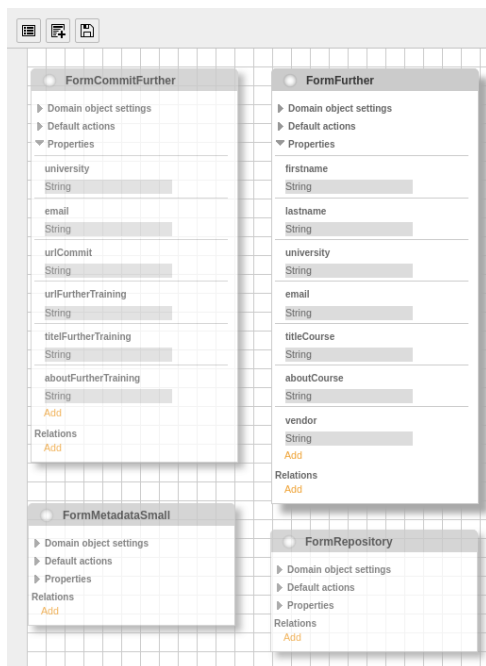 FormCommitFurther
Domain object settings
Default actions
Properties
university
String
email
String
urlCommit
String
urlFurtherTraining
String
titelFurtherTraining
String
aboutFurtherTraining
String
Add
Relations
Add
FormFurther
Domain object settings
Default actions
Properties
firstname
String
lastname
String
university
String
email
String
titleCourse
String
aboutCourse
String
vendor
String
Add
Relations
Add
FormMetadataSmall
Domain object settings
Default actions
Properties
Relations
Add
FormRepository
Domain object settings
Default actions
Properties
Relations
Add